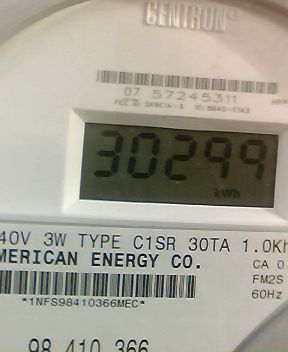 CENTRON®
07 57245311
30299
kWh
40V 3W TYPE C1SR 30TA 1.0Kh
MERICAN ENERGY CO.
CA 0
FM2S
*1NFS98410366MEC*
60Hz
98 410 366